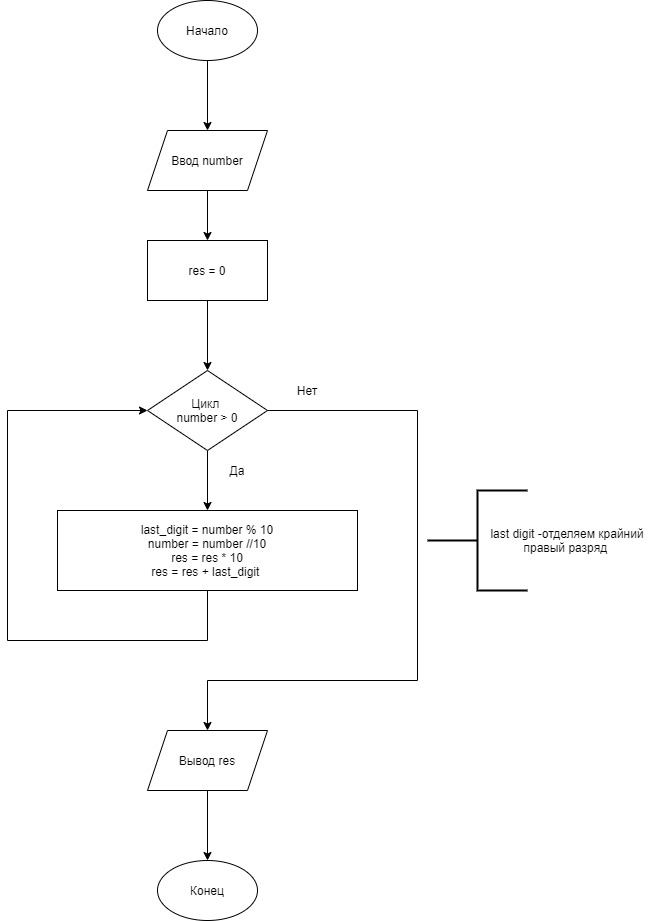 Начало
Ввод number
res = 0
Цикл
number > 0
Нет
Да
last_digit = number % 10
number = number //10
res = res * 10
res = res + last_digit
last digit -отделяем крайний
правый разряд
Вывод res
Конец